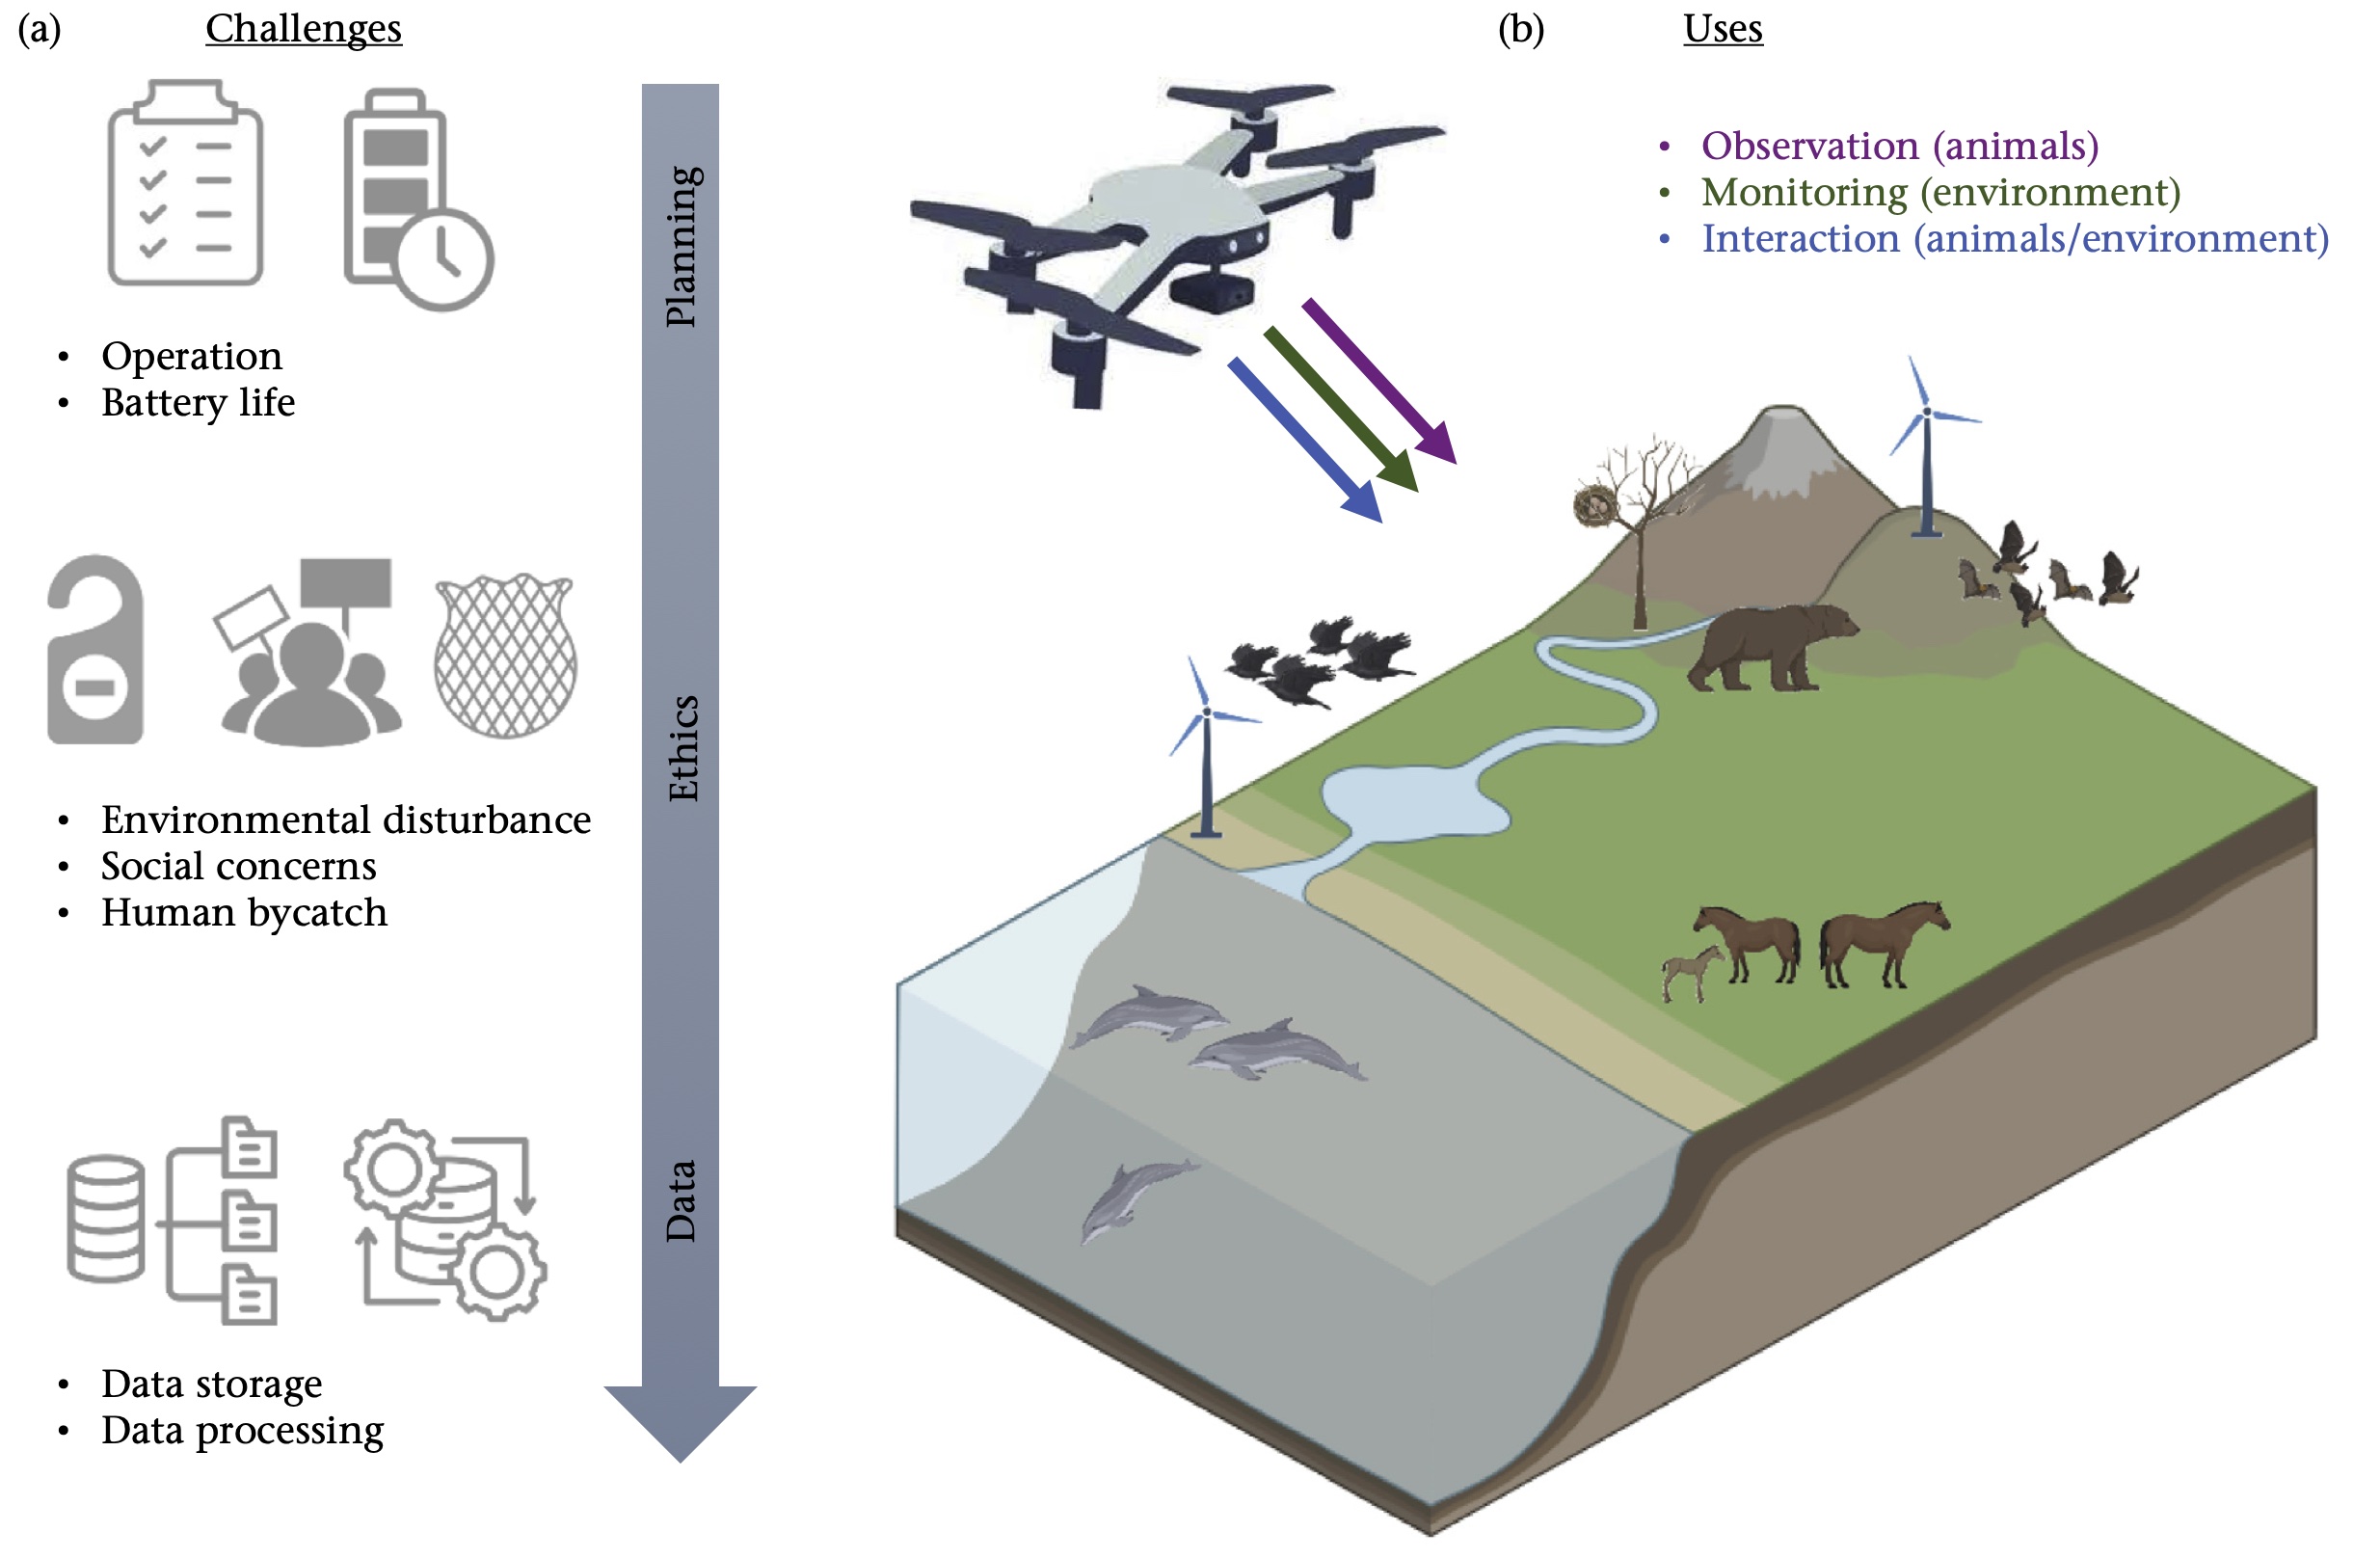 (a) Challenges
Planning
• Operation
• Battery life
Ethics
• Environmental disturbance
• Social concerns
• Human bycatch
Data
• Data storage
• Data processing
(b) Uses
• Observation (animals)
• Monitoring (environment)
• Interaction (animals/environment)